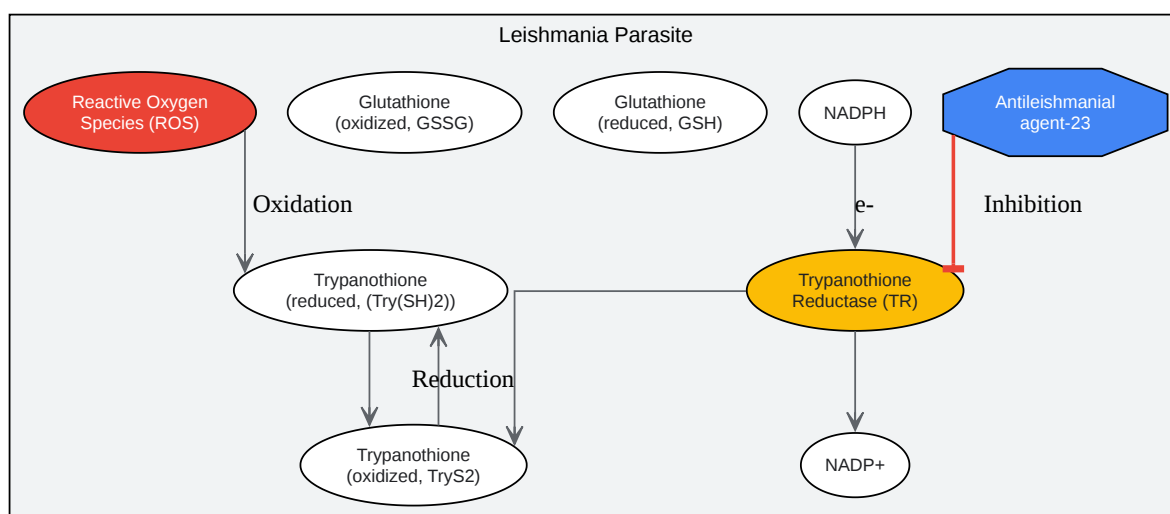 Leishmania Parasite
Reactive Oxygen
Species (ROS)
Glutathione
(oxidized, GSSG)
Glutathione
(reduced, GSH)
NADPH
Antileishmanial
agent-23
Oxidation
e-
Inhibition
Trypanothione
(reduced, (Try(SH)2))
Trypanothione
Reductase (TR)
Reduction
Trypanothione
(oxidized, TryS2)
NADP+